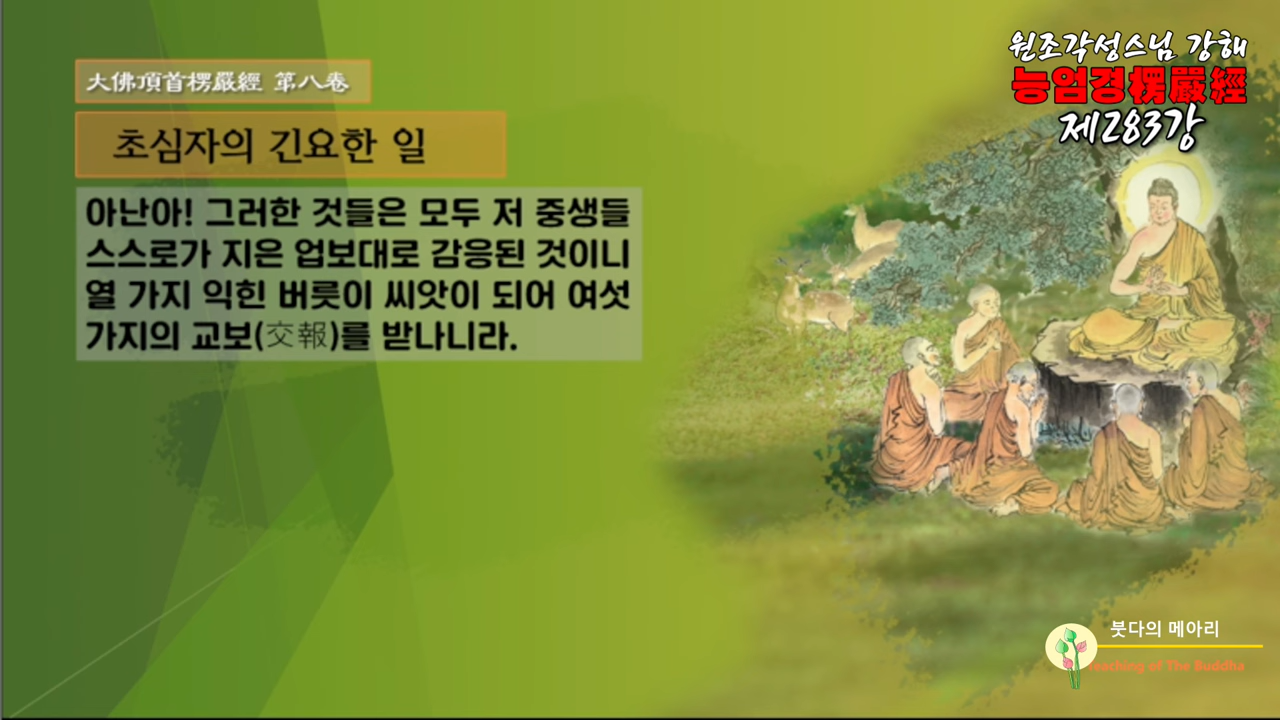 大佛頂首楞嚴經 第八卷
초심자의 긴요한 일
아난아! 그러한 것들은 모두 저 중생들
스스로가 지은 업보대로 감응된 것이니
열 가지 익힌 버릇이 씨앗이 되어 여섯
가지의 교보(交報)를 받나니라.
원조각성스님 강해
능엄경楞嚴經
제283강
붓다의 메아리
Teaching of The Buddha